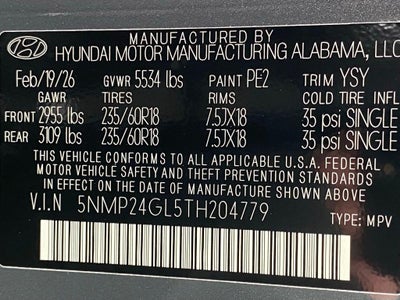 MANUFACTURED BY
HYUNDAI MOTOR MANUFACTURING ALABAMA, LLC
Feb/19/26 GVWR 5534 lbs PAINT PE2 TRIM YSY
GAWR TIRES RIMS COLD TIRE INFL
FRONT 2955 lbs 235/60R18 7.5JX18 35 psi SINGLE
REAR 3109 lbs 235/60R18 7.5JX18 35 psi SINGLE
THIS VEHICLE CONFORMS TO ALL APPLICABLE U.S.A. FEDERAL
MOTOR VEHICLE SAFETY AND THEFT PREVENTION STANDARDS
IN EFFECT ON THE DATE OF MANUFACTURE SHOWN ABOVE.
V.I.N 5NMP24GL5TH204779
TYPE: MPV